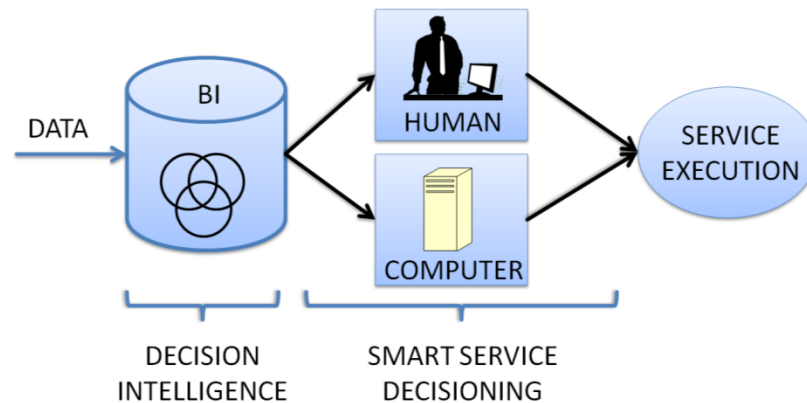 DATA
BI
HUMAN
COMPUTER
SERVICE
EXECUTION
DECISION
INTELLIGENCE
SMART SERVICE
DECISIONING